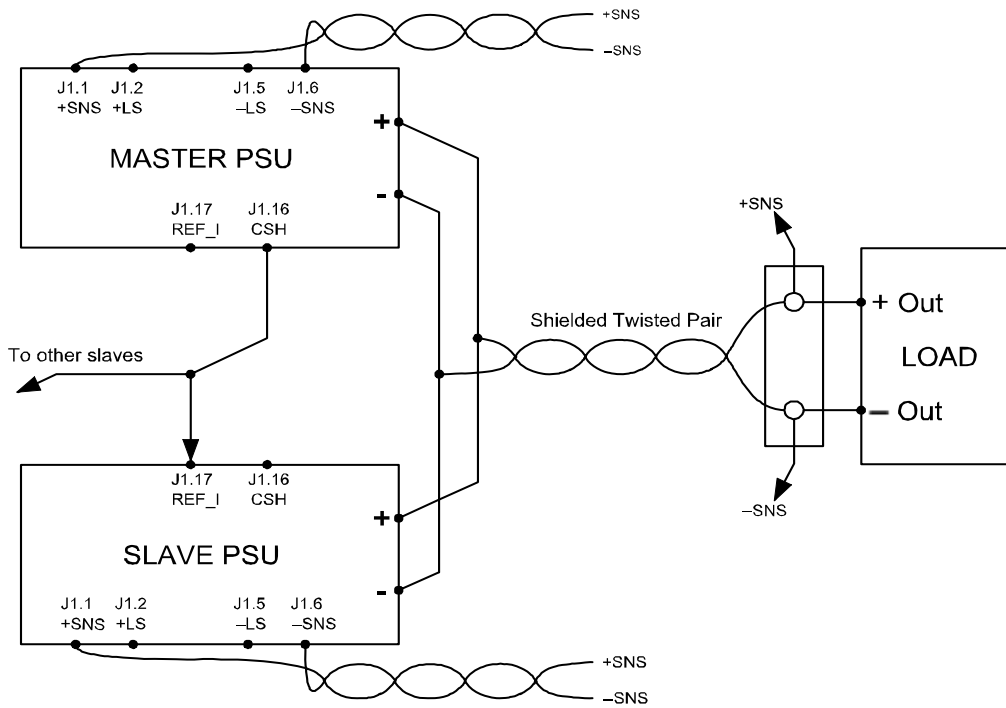 +SNS
–SNS
J1.1 J1.2 J1.5 J1.6
+SNS +LS –LS –SNS
+
MASTER PSU
-
J1.17 J1.16
REF_I CSH
+SNS
Shielded Twisted Pair
+ Out
To other slaves
LOAD
– Out
J1.17 J1.16
REF_I CSH
–SNS
+
SLAVE PSU
-
J1.1 J1.2 J1.5 J1.6
+SNS +LS –LS –SNS
+SNS
–SNS